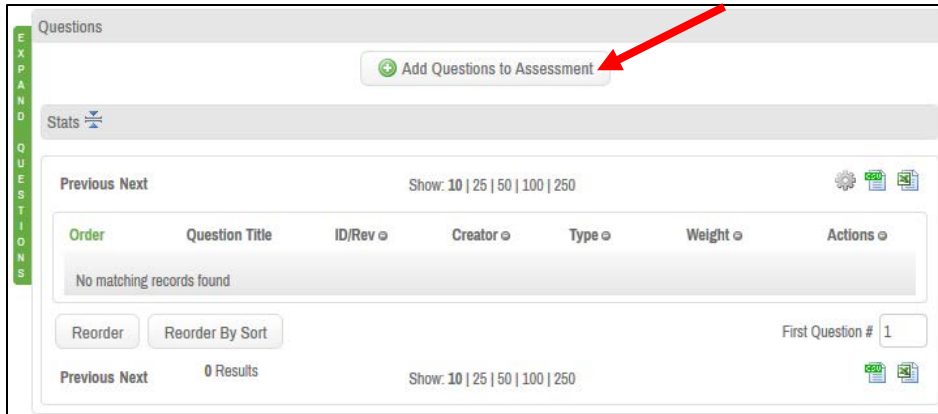 EXPAND QUESTIONS
Questions
Add Questions to Assessment
Stats
Previous Next Show: 10 | 25 | 50 | 100 | 250 CSV
Order Question Title ID/Rev Creator Type Weight Actions
No matching records found
Reorder Reorder By Sort First Question # 1
Previous Next 0 Results Show: 10 | 25 | 50 | 100 | 250 CSV